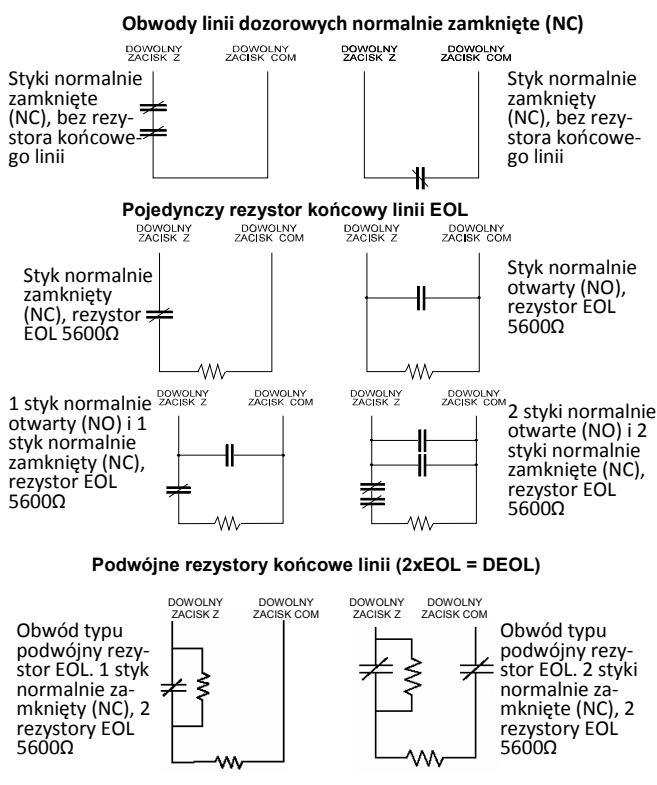 Obwody linii dozorowych normalnie zamknięte (NC)
DOWOLNY
ZACISK Z
DOWOLNY
ZACISK COM
DOWOLNY
ZACISK Z
DOWOLNY
ZACISK COM
Styki normalnie
zamknięte
(NC), bez rezy-
stora końcowe-
go linii
Styk normalnie
zamknięty
(NC), bez rezy-
stora końcowe-
go linii
Pojedynczy rezystor końcowy linii EOL
DOWOLNY
ZACISK Z
DOWOLNY
ZACISK COM
DOWOLNY
ZACISK Z
DOWOLNY
ZACISK COM
Styk normalnie
zamknięty
(NC), rezystor
EOL 5600Ω
Styk normalnie
otwarty (NO),
rezystor EOL
5600Ω
DOWOLNY
ZACISK Z
DOWOLNY
ZACISK COM
DOWOLNY
ZACISK Z
DOWOLNY
ZACISK COM
1 styk normalnie
otwarty (NO) i 1
styk normalnie
zamknięty (NC),
rezystor EOL
5600Ω
2 styki normalnie
otwarte (NO) i 2
styki normalnie
zamknięte (NC),
rezystor EOL
5600Ω
Podwójne rezystory końcowe linii (2xEOL = DEOL)
DOWOLNY
ZACISK Z
DOWOLNY
ZACISK COM
DOWOLNY
ZACISK Z
DOWOLNY
ZACISK COM
Obwód typu
podwójny rezy-
stor EOL. 1 styk
normalnie za-
mknięty (NC), 2
rezystory EOL
5600Ω
Obwód typu
podwójny rezy-
stor EOL. 2 styki
normalnie za-
mknięte (NC), 2
rezystory EOL
5600Ω